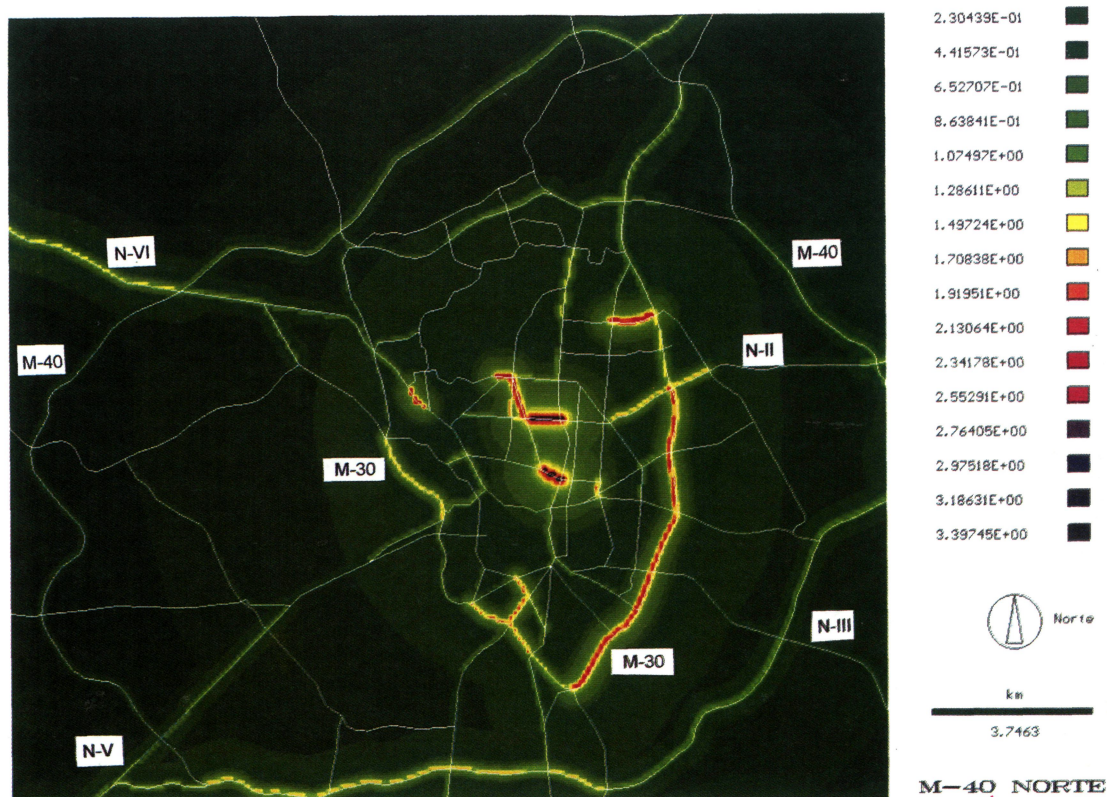 2.30439E-01
4.41573E-01
6.52707E-01
8.63841E-01
1.07497E+00
1.28611E+00
1.49724E+00
1.70838E+00
1.91951E+00
2.13064E+00
2.34178E+00
2.55291E+00
2.76405E+00
2.97518E+00
3.18631E+00
3.39745E+00
N-VI
M-40
M-40
N-II
M-30
N-III
M-30
N-V
Norte
km
3.7463
M-40 NORTE